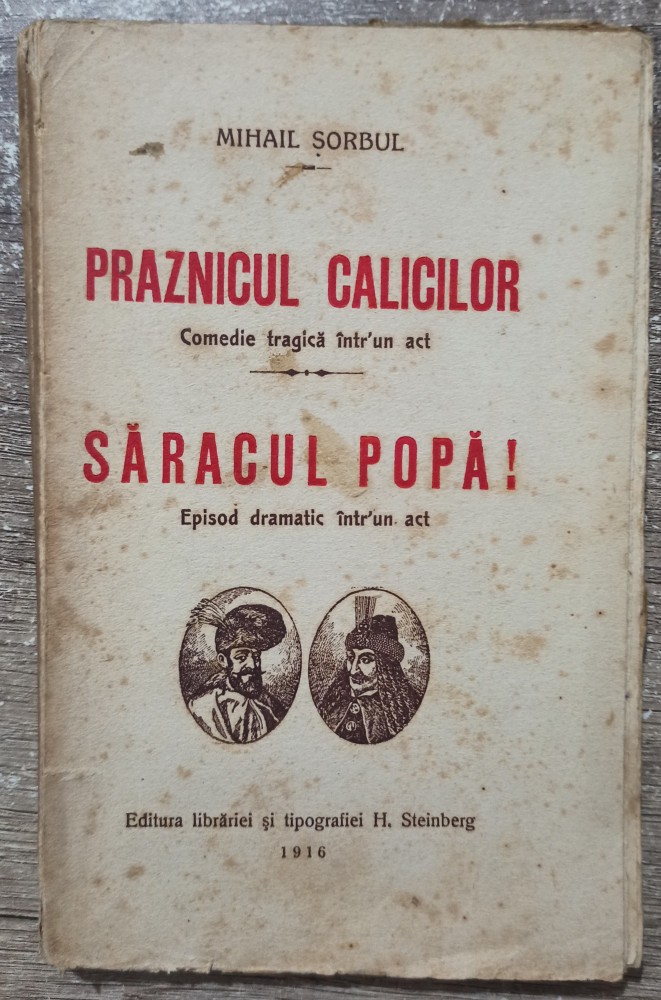 MIHAIL SORBUL
PRAZNICUL CALICILOR
Comedie tragică într'un act
SĂRACUL POPĂ!
Episod dramatic într'un act
Editura librăriei și tipografiei H. Steinberg
1916